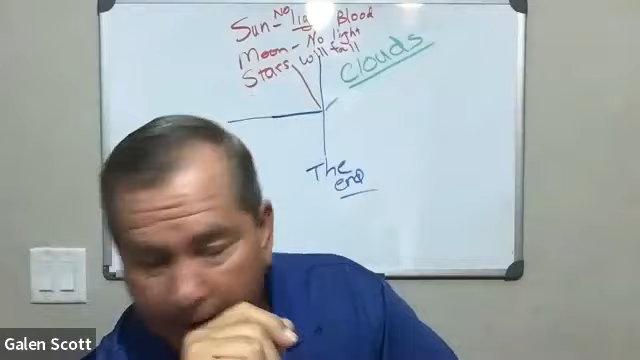 Sun - No light Blood
Moon - No light
Stars will fall
Clouds
The
end
Galen Scott